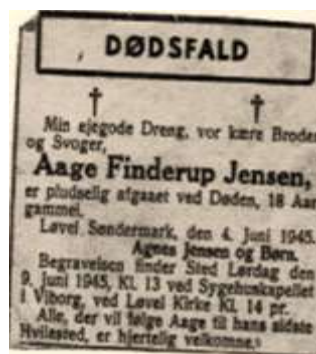 DØDSFALD
Min ejegode Dreng, vor kære Broder
og Svoger,
Aage Finderup Jensen,
er pludselig afgaaet ved Døden, 18 Aar
gammel.
Løvel Søndermark, den 4. Juni 1945.
Agnes Jensen og Børn.
Begravelsen finder Sted Lørdag den
9. Juni 1945, Kl. 13 ved Sygehuskapellet
i Viborg, ved Løvel Kirke Kl. 14 pr.
Alle, der vil følge Aage til hans sidste
Hvilested, er hjertelig velkomne.